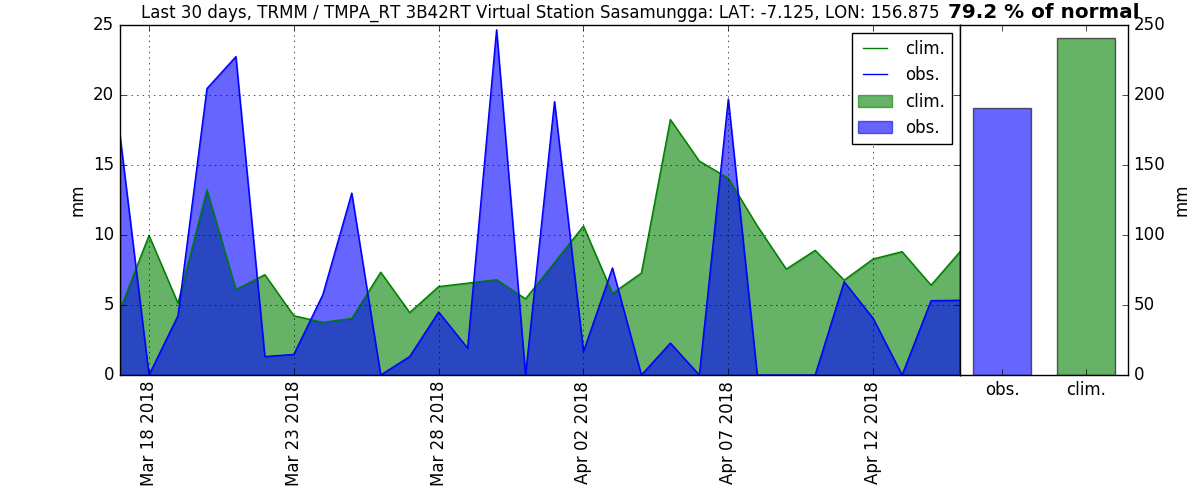 Last 30 days, TRMM / TMPA_RT 3B42RT Virtual Station Sasamungga: LAT: -7.125, LON: 156.875 79.2 % of normal
25
20
15
10
5
0
mm
clim.
obs.
clim.
obs.
Mar 18 2018
Mar 23 2018
Mar 28 2018
Apr 02 2018
Apr 07 2018
Apr 12 2018
250
200
150
100
50
0
mm
obs. clim.